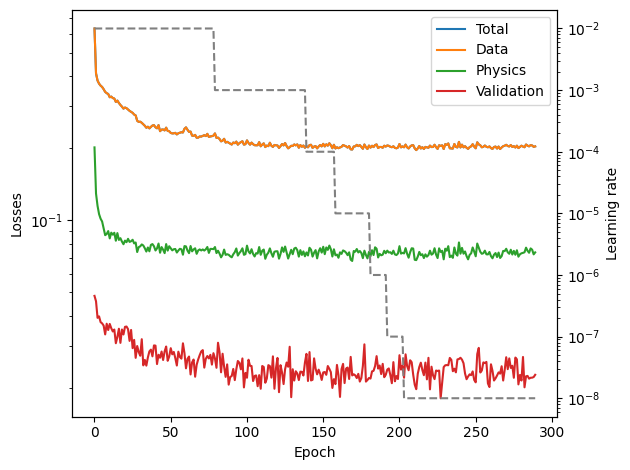 Total
Data
Physics
Validation
Losses
10^{-1}
10^{-2}
10^{-3}
10^{-4}
10^{-5}
10^{-6}
10^{-7}
10^{-8}
Learning rate
0 50 100 150 200 250 300
Epoch